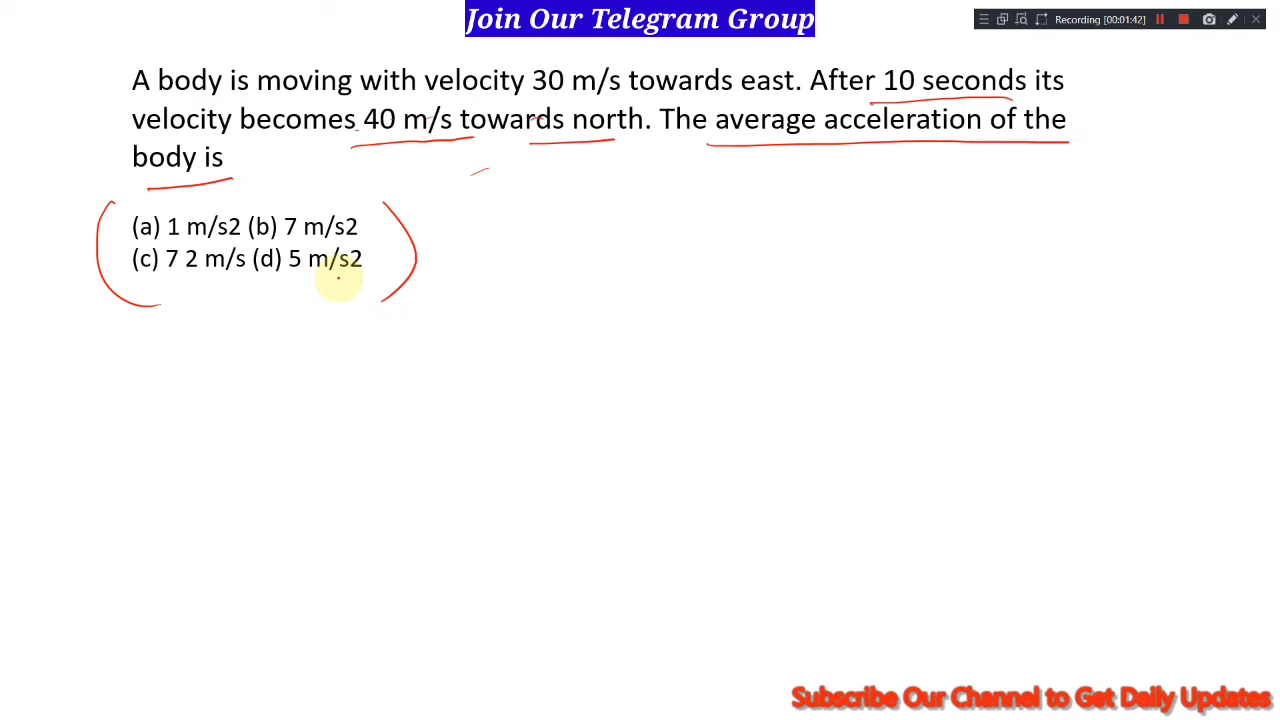 Join Our Telegram Group
Recording [00:01:42]
A body is moving with velocity 30 m/s towards east. After 10 seconds its
velocity becomes 40 m/s towards north. The average acceleration of the
body is
(a) 1 m/s2 (b) 7 m/s2
(c) 7 2 m/s (d) 5 m/s2
Subscribe Our Channel to Get Daily Updates